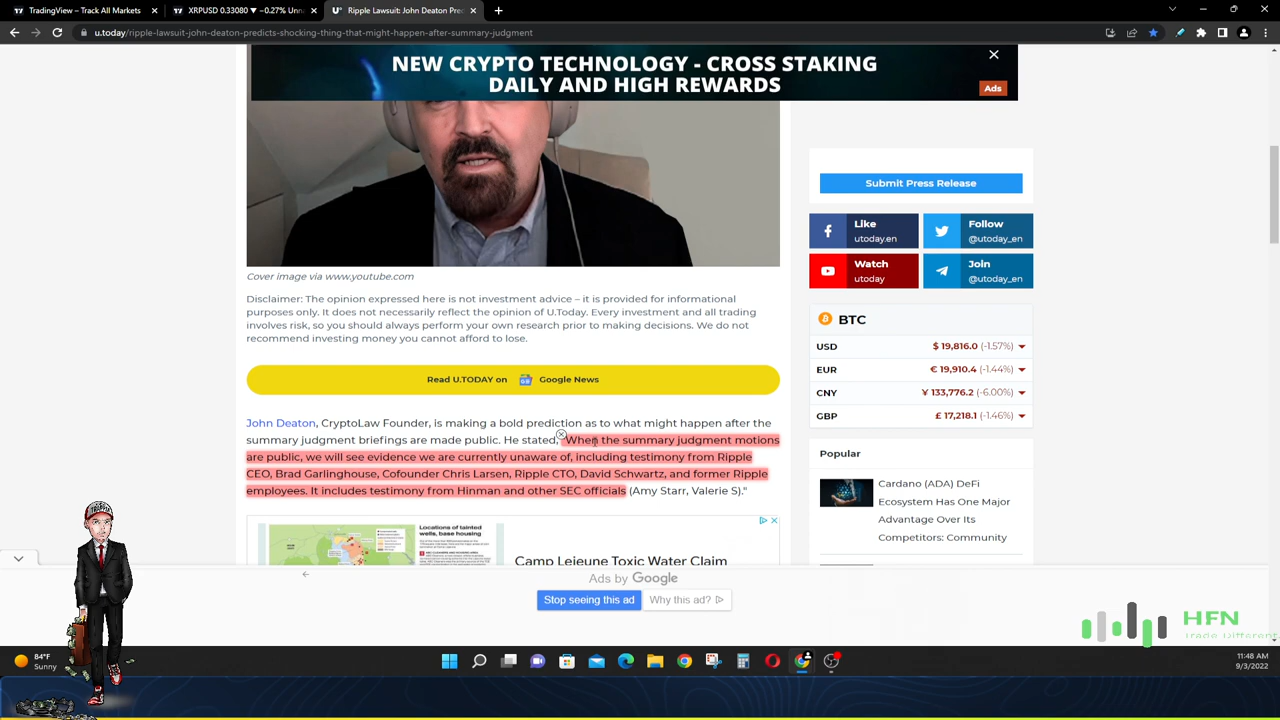 TradingView – Track All Markets
XRPUSD 0.33080 ▼ −0.27% Unna
Ripple Lawsuit: John Deaton Prec
u.today/ripple-lawsuit-john-deaton-predicts-shocking-thing-that-might-happen-after-summary-judgment
NEW CRYPTO TECHNOLOGY - CROSS STAKING
DAILY AND HIGH REWARDS
Ads
Submit Press Release
Like
utoday.en
Follow
@utoday_en
Watch
utoday
Join
@utoday_en
Cover image via www.youtube.com
Disclaimer: The opinion expressed here is not investment advice – it is provided for informational
purposes only. It does not necessarily reflect the opinion of U.Today. Every investment and all trading
involves risk, so you should always perform your own research prior to making decisions. We do not
recommend investing money you cannot afford to lose.
BTC
USD $ 19,816.0 (-1.57%)
EUR € 19,910.4 (-1.44%)
CNY ¥ 133,776.2 (-6.00%)
GBP £ 17,218.1 (-1.46%)
Read U.TODAY on Google News
John Deaton, CryptoLaw Founder, is making a bold prediction as to what might happen after the
summary judgment briefings are made public. He stated, "When the summary judgment motions
are public, we will see evidence we are currently unaware of, including testimony from Ripple
CEO, Brad Garlinghouse, Cofounder Chris Larsen, Ripple CTO, David Schwartz, and former Ripple
employees. It includes testimony from Hinman and other SEC officials (Amy Starr, Valerie S)."
Popular
Cardano (ADA) DeFi
Ecosystem Has One Major
Advantage Over Its
Competitors: Community
Locations of tainted
wells, base housing
Camp Lejeune Toxic Water Claim
Ads by Google
Stop seeing this ad
Why this ad?
HFN
Trade Different
84°F
Sunny
11:48 AM
9/3/2022